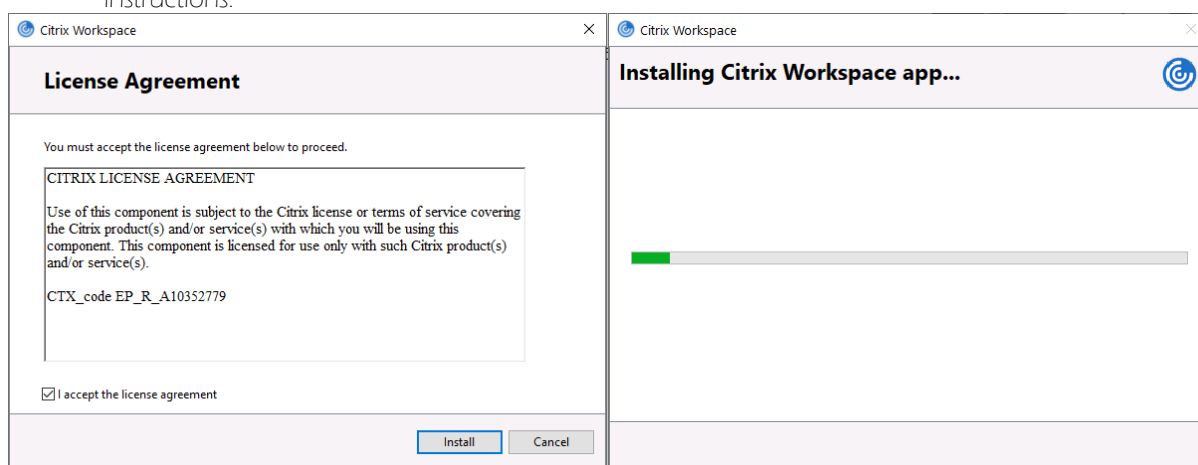 instructions.
Citrix Workspace
License Agreement
You must accept the license agreement below to proceed.
CITRIX LICENSE AGREEMENT
Use of this component is subject to the Citrix license or terms of service covering
the Citrix product(s) and/or service(s) with which you will be using this
component. This component is licensed for use only with such Citrix product(s)
and/or service(s).
CTX_code EP_R_A10352779
I accept the license agreement
Install Cancel
Citrix Workspace
Installing Citrix Workspace app...